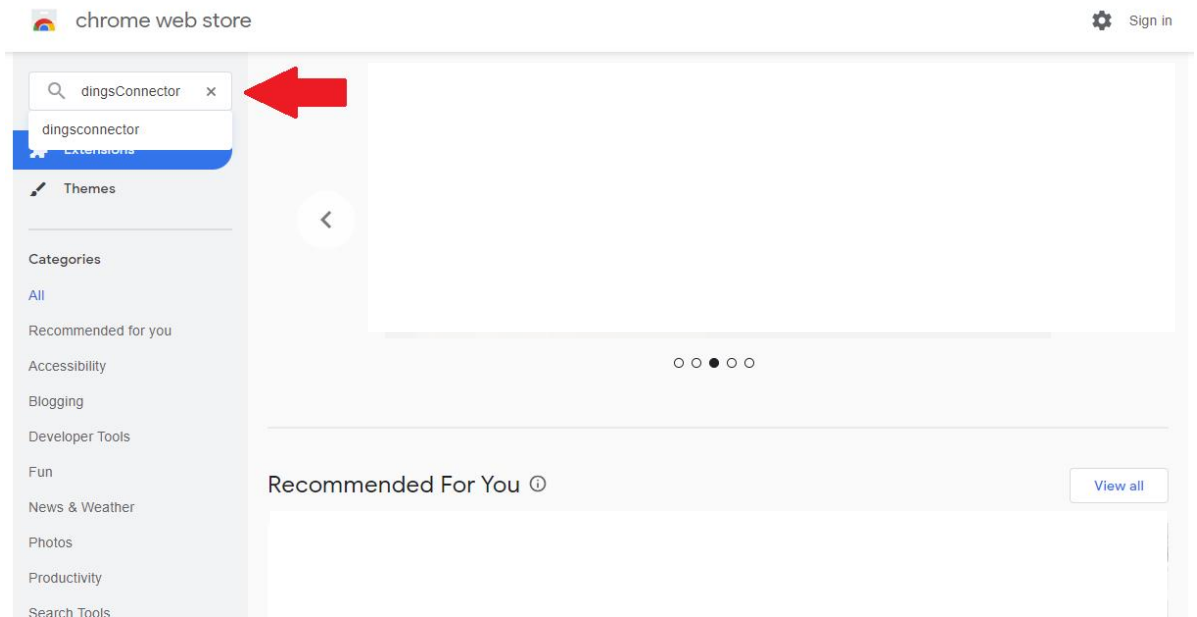 chrome web store
Sign in
dingsConnector
dingsconnector
Extensions
Themes
Categories
All
Recommended for you
Accessibility
Blogging
Developer Tools
Fun
News & Weather
Photos
Productivity
Search Tools
Recommended For You
View all